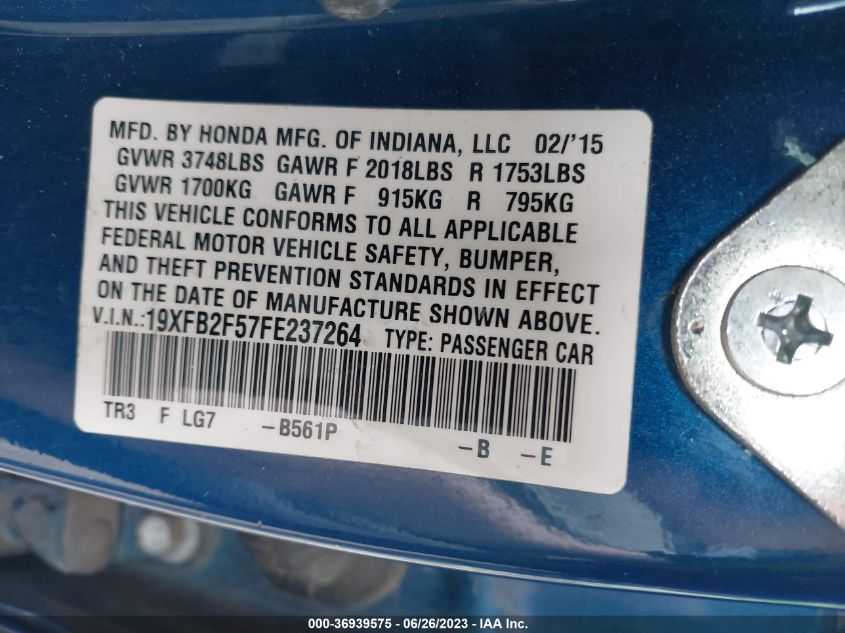 MFD. BY HONDA MFG. OF INDIANA, LLC 02/'15
GVWR 3748LBS GAWR F 2018LBS R 1753LBS
GVWR 1700KG GAWR F 915KG R 795KG
THIS VEHICLE CONFORMS TO ALL APPLICABLE
FEDERAL MOTOR VEHICLE SAFETY, BUMPER,
AND THEFT PREVENTION STANDARDS IN EFFECT
ON THE DATE OF MANUFACTURE SHOWN ABOVE.
V.I.N.:19XFB2F57FE237264 TYPE: PASSENGER CAR
TR3 F LG7 -B561P -B -E
000-36939575 / 06/26/2023 / IAA Inc.